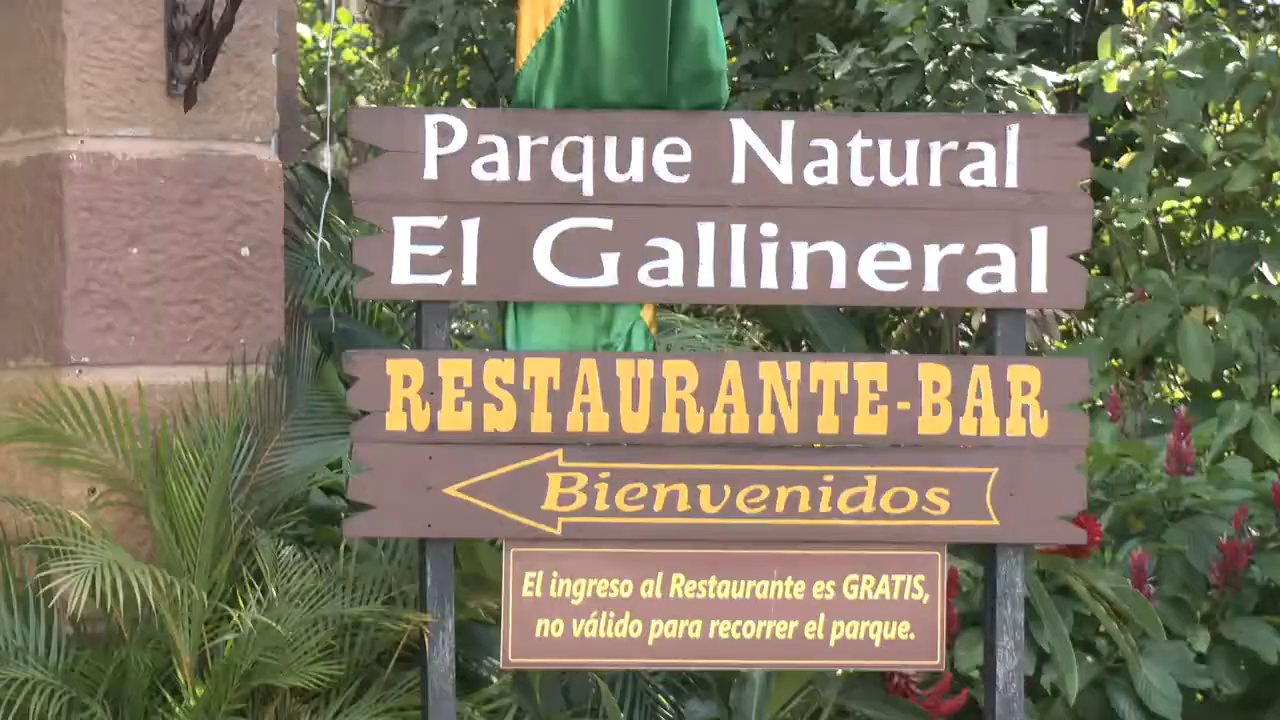 Parque Natural
El Gallineral
RESTAURANTE-BAR
Bienvenidos
El ingreso al Restaurante es GRATIS,
no válido para recorrer el parque.